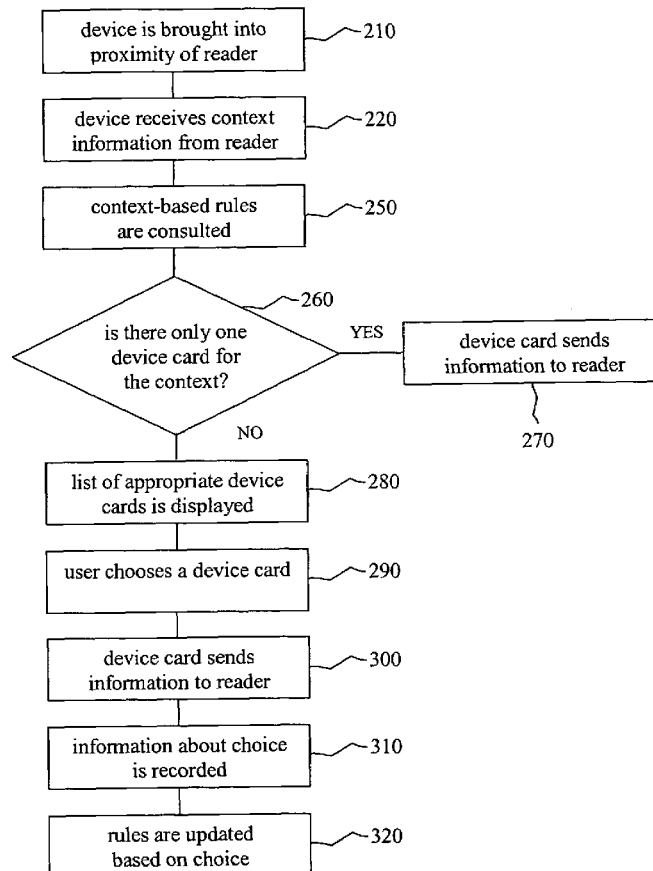 device is brought into
proximity of reader
210
device receives context
information from reader
220
context-based rules
are consulted
250
260
is there only one
device card for
the context?
YES
device card sends
information to reader
270
NO
list of appropriate device
cards is displayed
280
user chooses a device card
290
device card sends
information to reader
300
information about choice
is recorded
310
rules are updated
based on choice
320